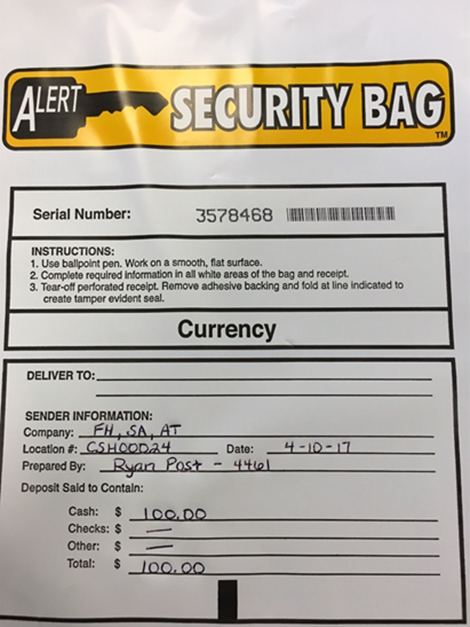 ALERT SECURITY BAG TM
Serial Number: 3578468
INSTRUCTIONS:
1. Use ballpoint pen. Work on a smooth, flat surface.
2. Complete required information in all white areas of the bag and receipt.
3. Tear-off perforated receipt. Remove adhesive backing and fold at line indicated to
create tamper evident seal.
Currency
DELIVER TO:
SENDER INFORMATION:
Company: FH, SA, AT
Location #: CSH00D24 Date: 4-10-17
Prepared By: Ryan Post - 4461
Deposit Said to Contain:
Cash: $ 100.00
Checks: $ —
Other: $ —
Total: $ 100.00